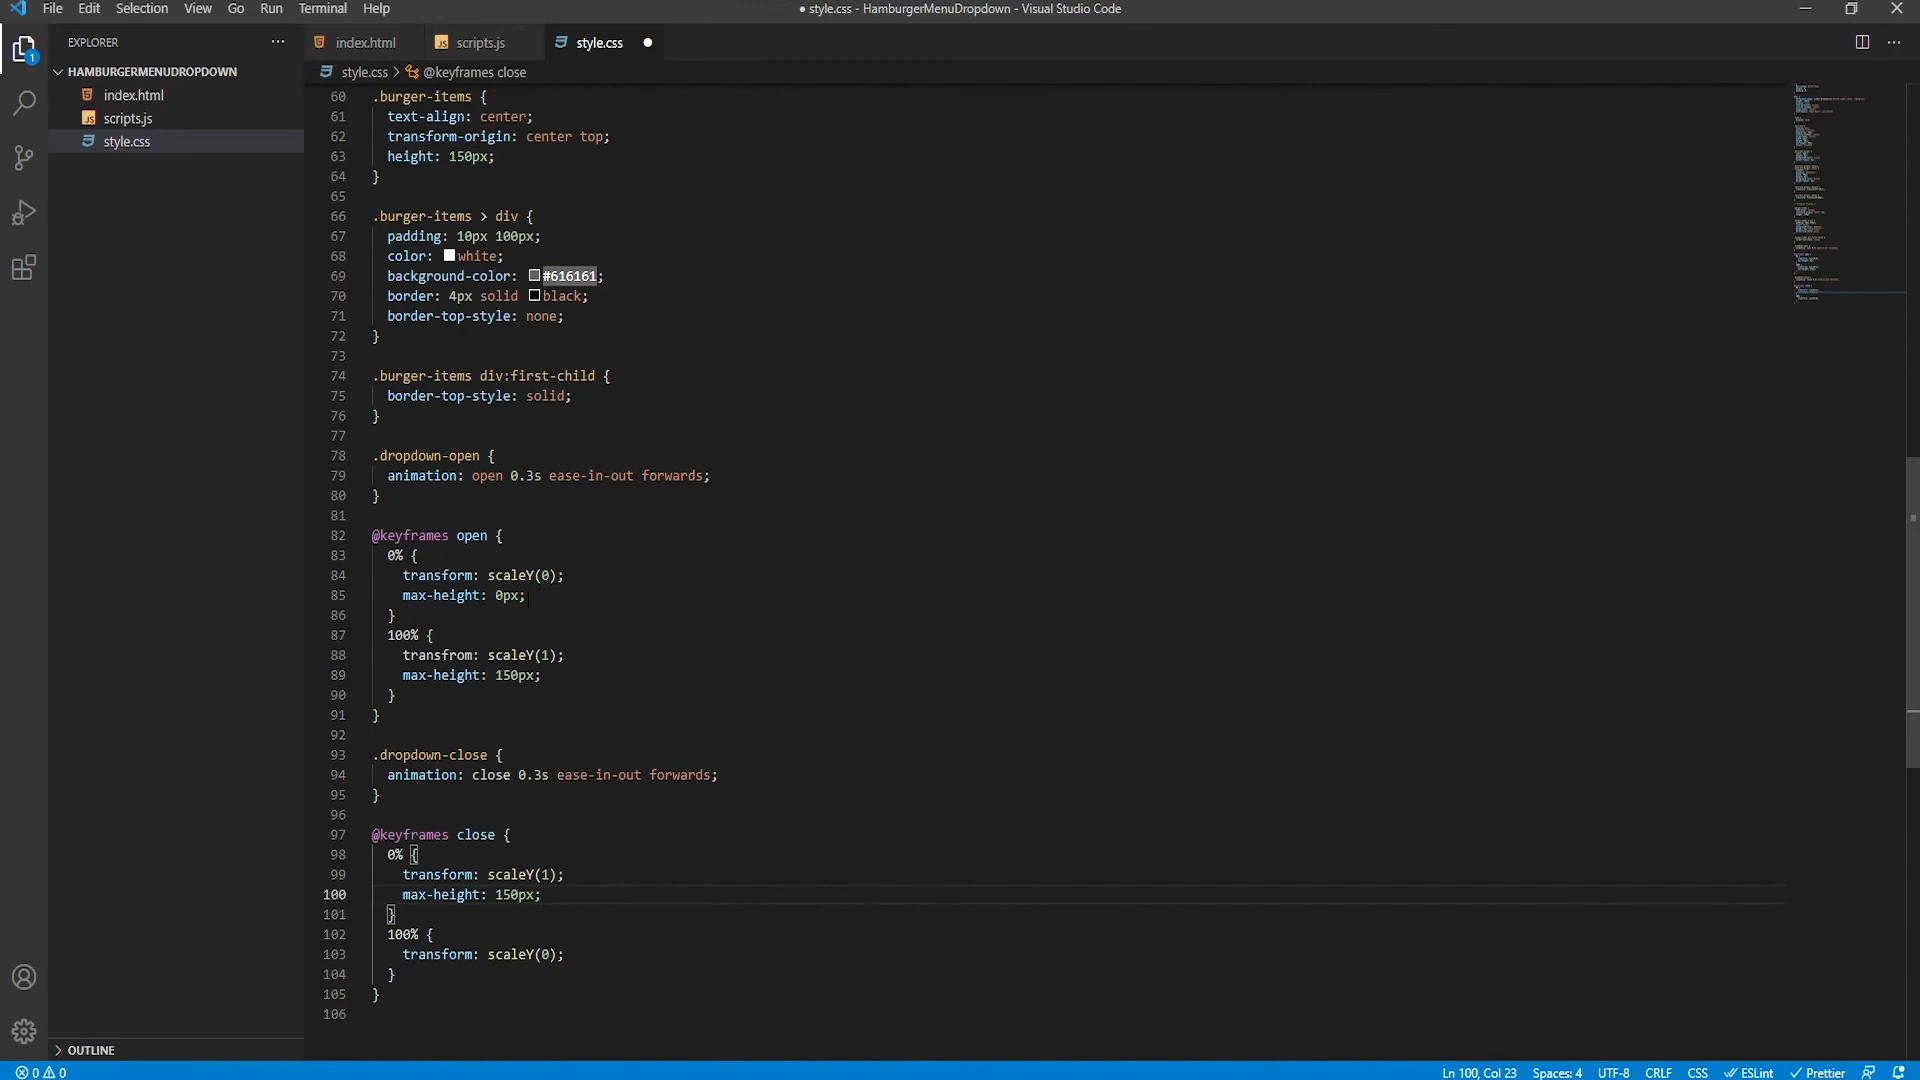 File Edit Selection View Go Run Terminal Help
● style.css - HamburgerMenuDropdown - Visual Studio Code
EXPLORER
index.html
scripts.js
style.css
1
HAMBURGERMENUDROPDOWN
index.html
scripts.js
style.css
style.css > @keyframes close
60 .burger-items {
61 text-align: center;
62 transform-origin: center top;
63 height: 150px;
64 }
65
66 .burger-items > div {
67 padding: 10px 100px;
68 color: white;
69 background-color: #616161;
70 border: 4px solid black;
71 border-top-style: none;
72 }
73
74 .burger-items div:first-child {
75 border-top-style: solid;
76 }
77
78 .dropdown-open {
79 animation: open 0.3s ease-in-out forwards;
80 }
81
82 @keyframes open {
83 0% {
84 transform: scaleY(0);
85 max-height: 0px;
86 }
87 100% {
88 transfrom: scaleY(1);
89 max-height: 150px;
90 }
91 }
92
93 .dropdown-close {
94 animation: close 0.3s ease-in-out forwards;
95 }
96
97 @keyframes close {
98 0% {
99 transform: scaleY(1);
100 max-height: 150px;
101 }
102 100% {
103 transform: scaleY(0);
104 }
105 }
106
OUTLINE
0 0
Ln 100, Col 23 Spaces: 4 UTF-8 CRLF CSS ESLint Prettier